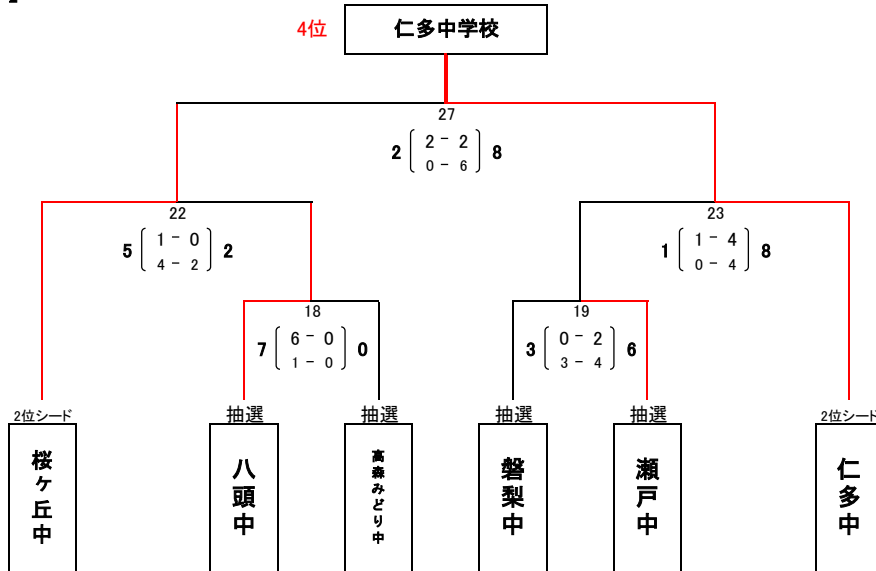 4位 仁多中学校
27
2 2 - 2 8
0 - 6
22
5 1 - 0 2
4 - 2
23
1 1 - 4 8
0 - 4
18
7 6 - 0 0
1 - 0
19
3 0 - 2 6
3 - 4
2位シード 抽選 抽選 抽選 抽選 2位シード
桜ヶ丘中
八頭中
高森みどり中
磐梨中
瀬戸中
仁多中